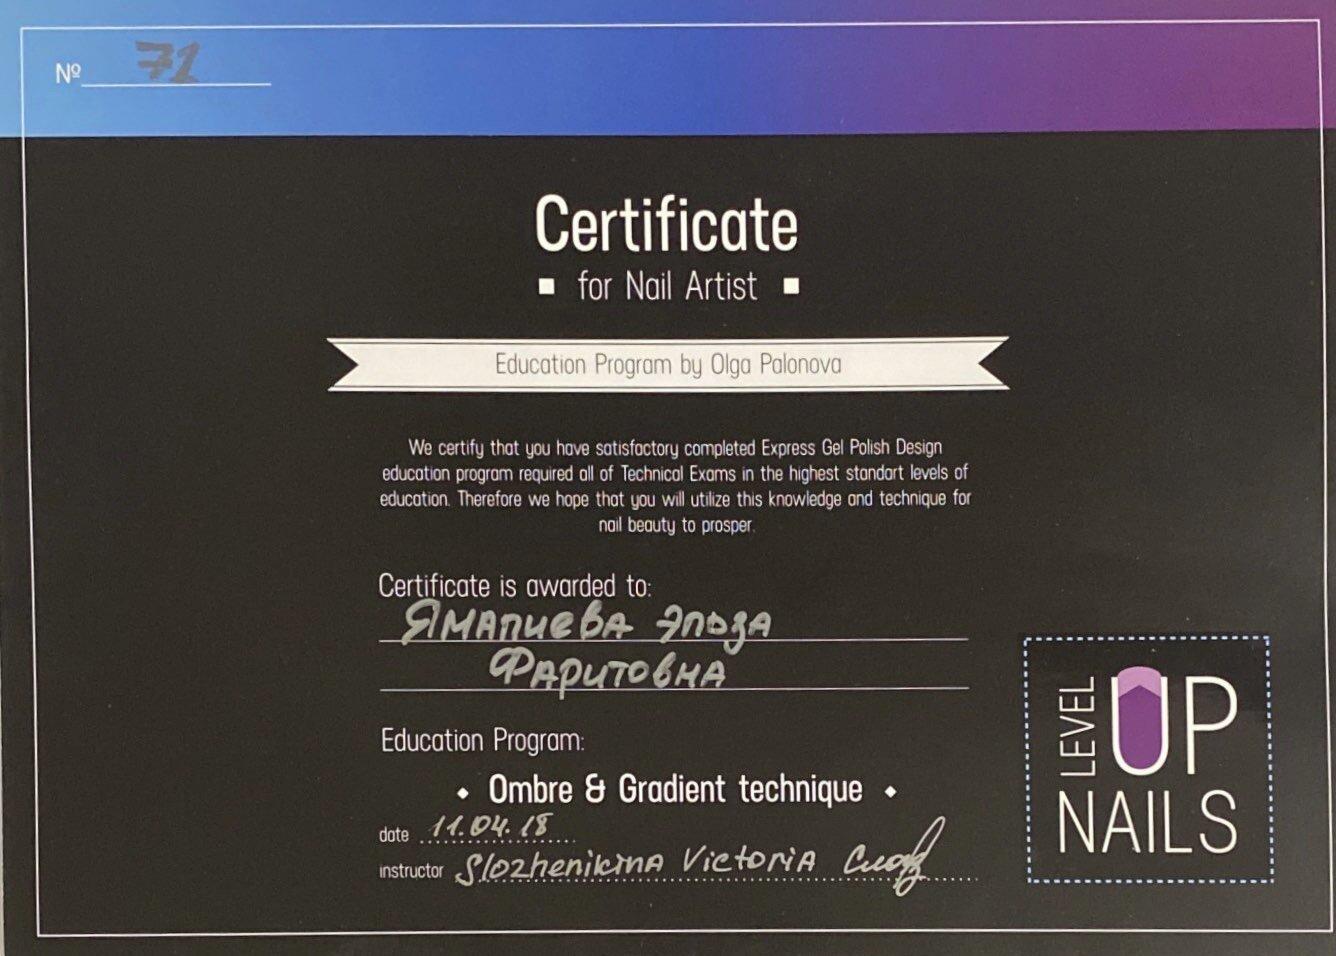 № 71
Certificate
for Nail Artist
Education Program by Olga Palonova
We certify that you have satisfactory completed Express Gel Polish Design
education program required all of Technical Exams in the highest standart levels of
education. Therefore we hope that you will utilize this knowledge and technique for
nail beauty to prosper.
Certificate is awarded to:
Ямалиева Эльза
Фаритовна
Education Program:
Ombre & Gradient technique
date 11.04.18
instructor Slozhenikina Victoria
LEVEL UP
NAILS